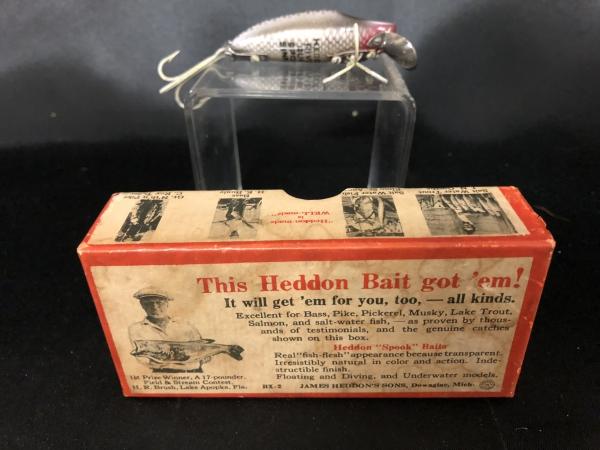 "Heddon-made
is
WELL-made"
This Heddon Bait got 'em!
It will get 'em for you, too, — all kinds.
Excellent for Bass, Pike, Pickerel, Musky, Lake Trout,
Salmon, and salt-water fish, — as proven by thous-
ands of testimonials, and the genuine catches
shown on this box.
Heddon "Spook" Baits
Real "fish-flesh" appearance because transparent.
Irresistibly natural in color and action. Inde-
structible finish.
Floating and Diving, and Underwater models.
1st Prize Winner, A 17-pounder.
Field & Stream Contest.
H. R. Brush, Lake Apopka, Fla.
BX-2 JAMES HEDDON'S SONS, Dowagiac, Mich.